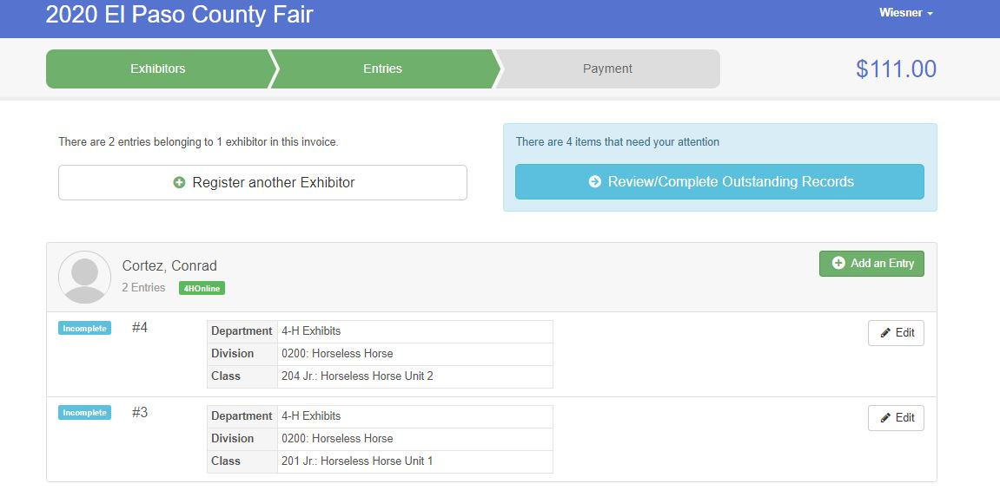 2020 El Paso County Fair
Wiesner
Exhibitors
Entries
Payment
$111.00
There are 2 entries belonging to 1 exhibitor in this invoice.
Register another Exhibitor
There are 4 items that need your attention
Review/Complete Outstanding Records
Cortez, Conrad
2 Entries 4HOnline
Add an Entry
Incomplete #4
Department 4-H Exhibits
Division 0200: Horseless Horse
Class 204 Jr.: Horseless Horse Unit 2
Edit
Incomplete #3
Department 4-H Exhibits
Division 0200: Horseless Horse
Class 201 Jr.: Horseless Horse Unit 1
Edit